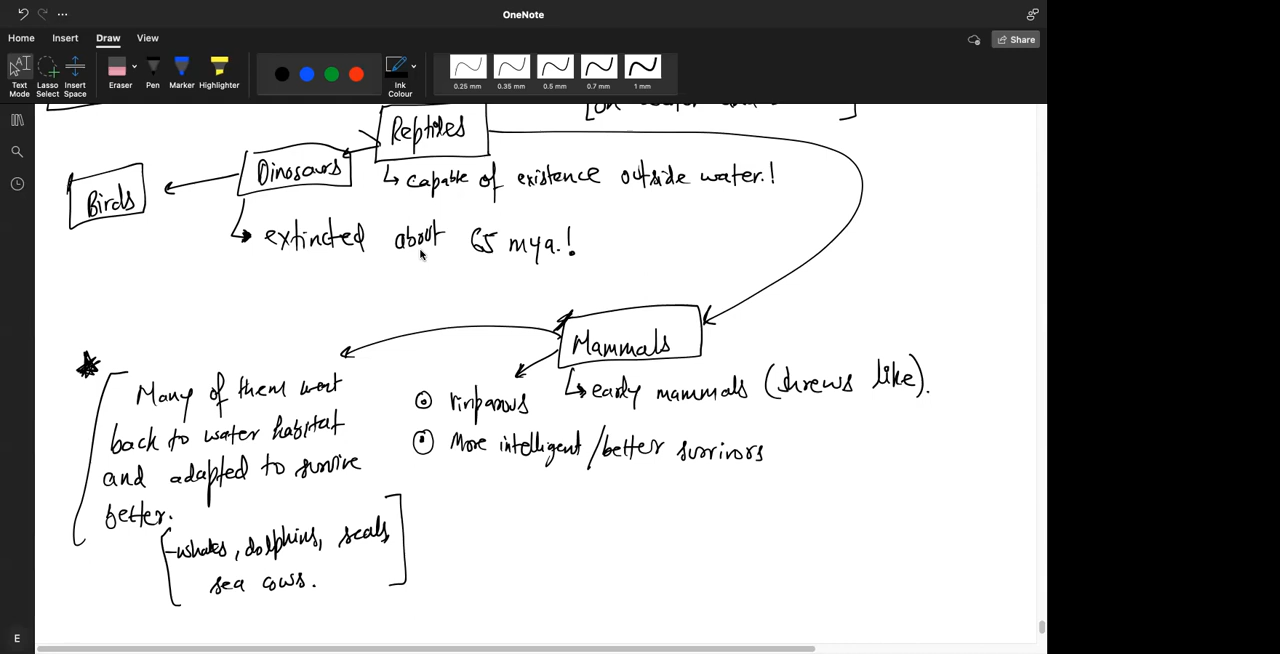 OneNote
Home Insert Draw View
Share
Text Mode
Lasso Select
Insert Space
Eraser
Pen
Marker
Highlighter
Ink Colour
0.25 mm
0.35 mm
0.5 mm
0.7 mm
1 mm
Reptiles
Dinosaurs
Birds
↳ capable of existence outside water.!
↳ extincted about 65 mya.!
Mammals
↳ early mammals (shrews like).
viviparous
More intelligent/better survivors
Many of them went
back to water habitat
and adapted to survive
better.
[whales, dolphins, seals,
sea cows.]
E